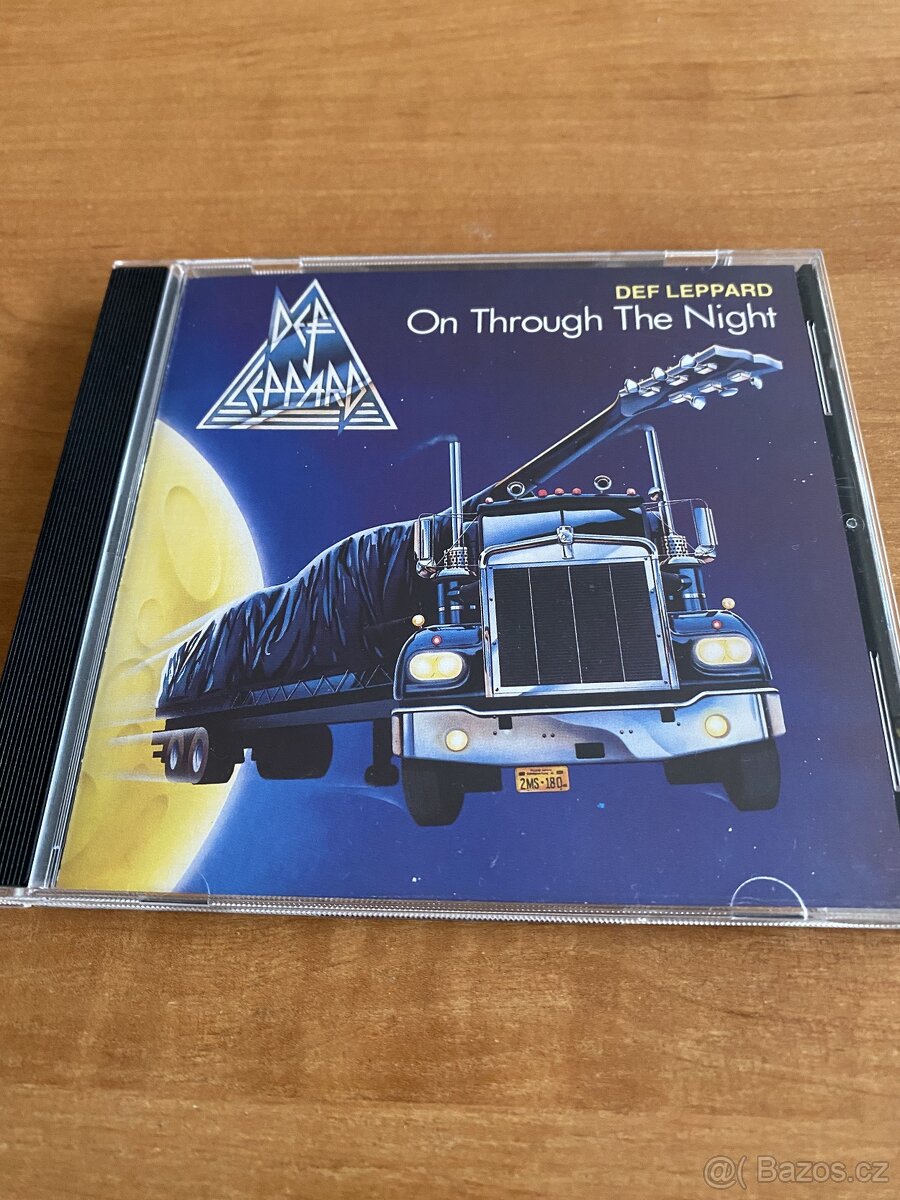 DEF
LEPPARD
DEF LEPPARD
On Through The Night
2MS-180
@( Bazos.cz